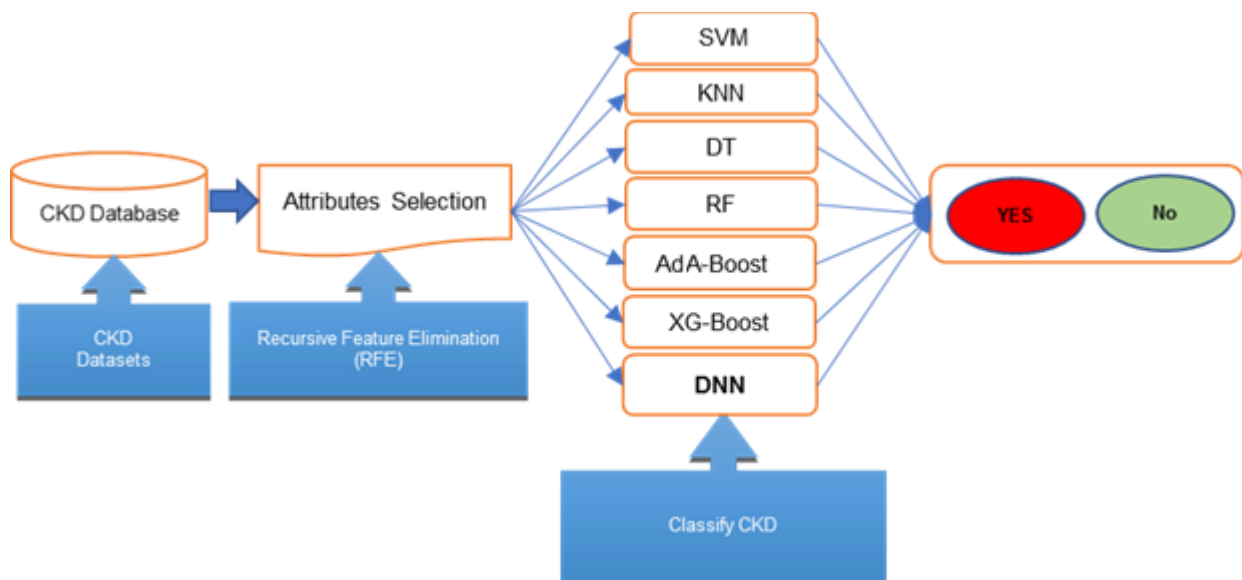 SVM
KNN
DT
RF
AdA-Boost
XG-Boost
DNN
CKD Database
Attributes Selection
YES
No
CKD
Datasets
Recursive Feature Elimination
(RFE)
Classify CKD